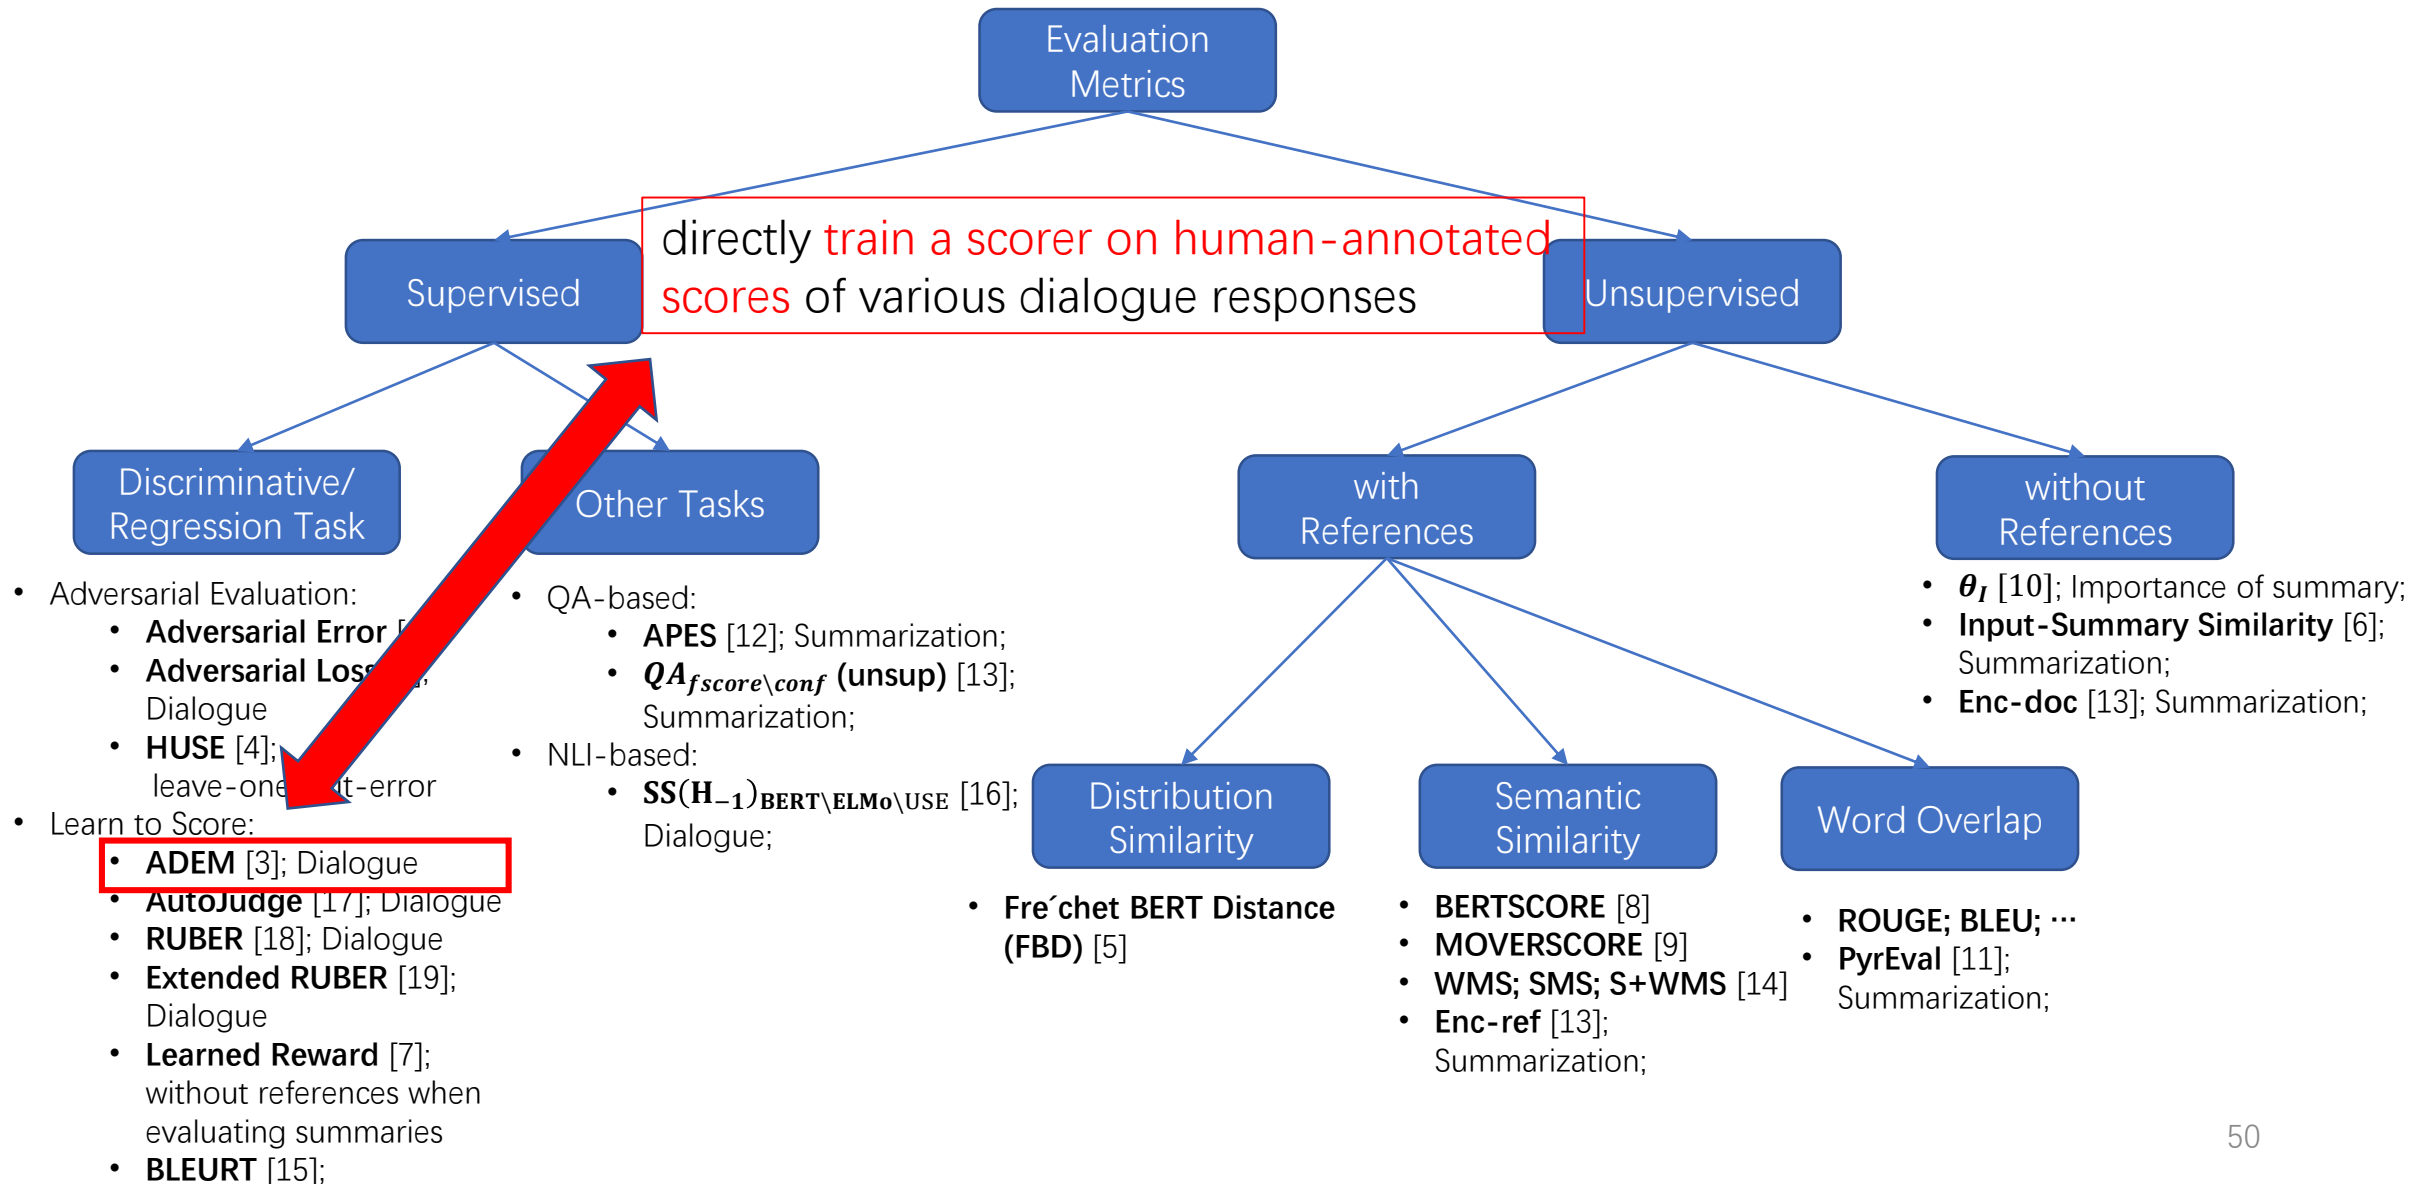 Evaluation
Metrics
directly train a scorer on human-annotated
scores of various dialogue responses
Supervised
Unsupervised
Discriminative/
Regression Task
Other Tasks
with
References
without
References
• Adversarial Evaluation:
• Adversarial Error [
• Adversarial Loss ];
Dialogue
• HUSE [4];
leave-one t-error
• Learn to Score:
• ADEM [3]; Dialogue
• AutoJudge [17]; Dialogue
• RUBER [18]; Dialogue
• Extended RUBER [19];
Dialogue
• Learned Reward [7];
without references when
evaluating summaries
• BLEURT [15];
• QA-based:
• APES [12]; Summarization;
• QA_{fscore\conf} (unsup) [13];
Summarization;
• NLI-based:
• SS(H_{−1})_{BERT\ELMo\USE} [16];
Dialogue;
Distribution
Similarity
Semantic
Similarity
Word Overlap
• Fre´chet BERT Distance
(FBD) [5]
• BERTSCORE [8]
• MOVERSCORE [9]
• WMS; SMS; S+WMS [14]
• Enc-ref [13];
Summarization;
• ROUGE; BLEU; ⋯
• PyrEval [11];
Summarization;
• θ_I [10]; Importance of summary;
• Input-Summary Similarity [6];
Summarization;
• Enc-doc [13]; Summarization;
50